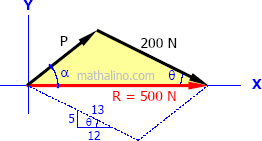 Y
P
200 N
α
mathalino.com
θ
X
R = 500 N
5
13
θ
12